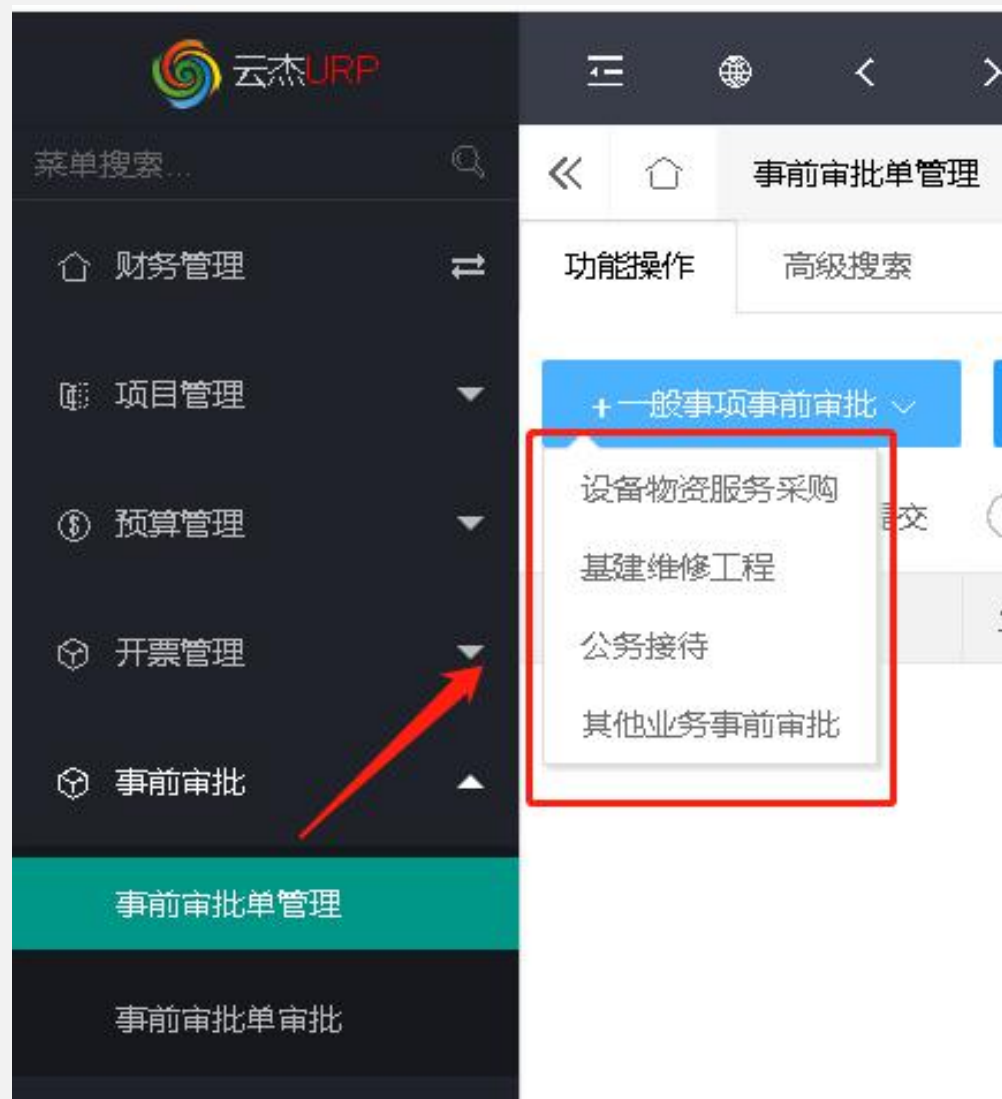 云杰URP
菜单搜索...
事前审批单管理
财务管理
功能操作 高级搜索
项目管理
+一般事项事前审批
设备物资服务采购
交
预算管理
基建维修工程
开票管理
公务接待
其他业务事前审批
事前审批
事前审批单管理
事前审批单审批